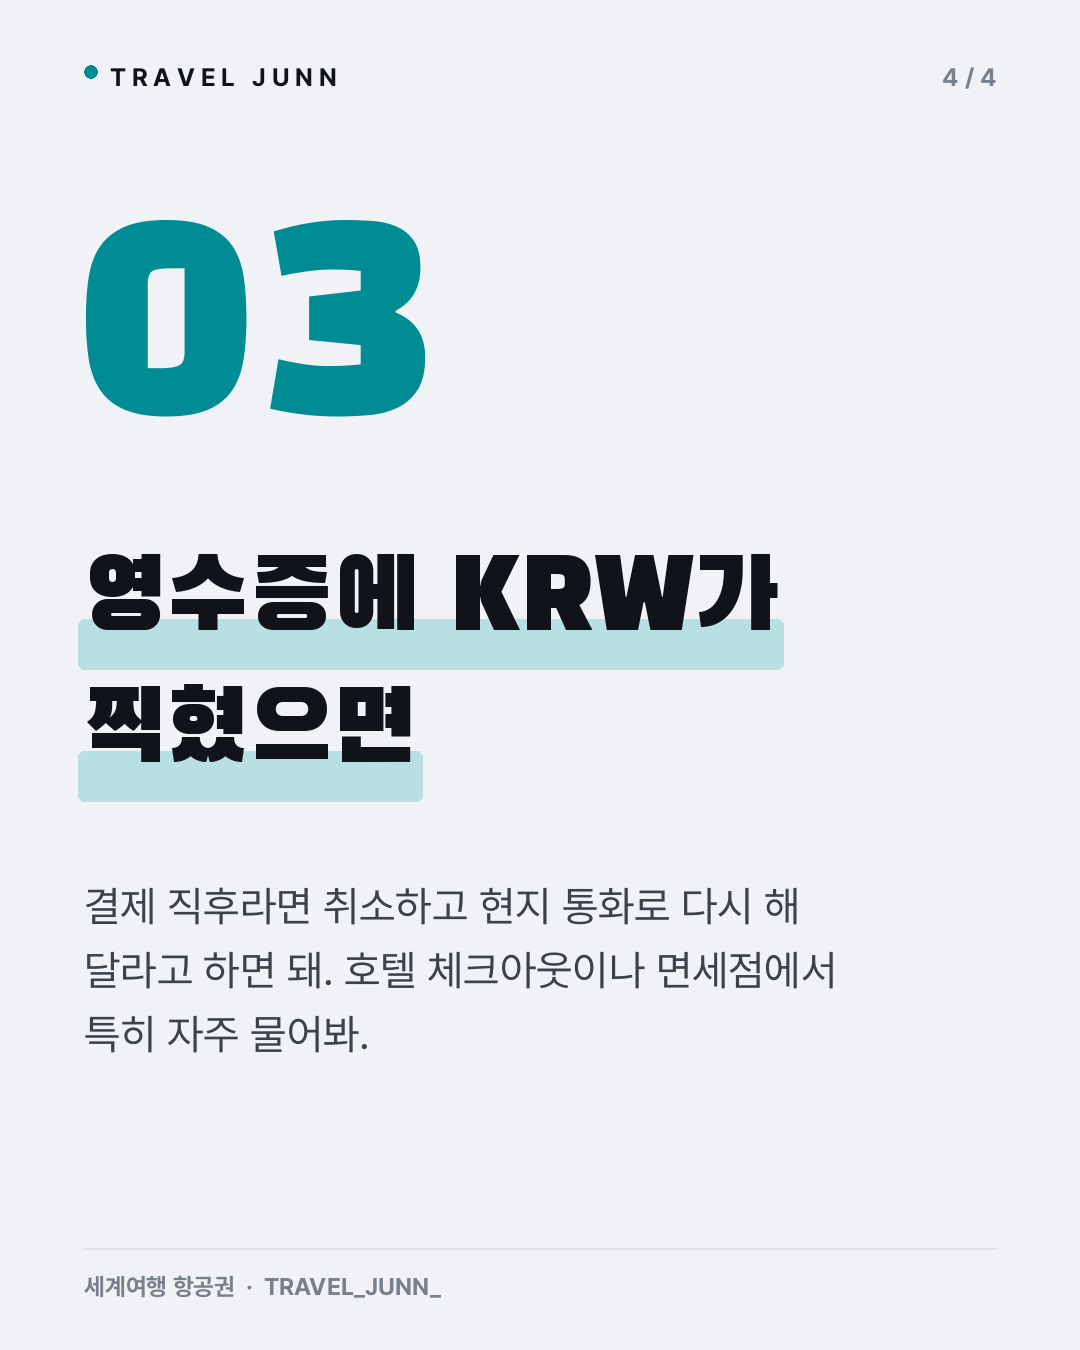 TRAVEL JUNN
4 / 4
03
영수증에 KRW가
찍혔으면
결제 직후라면 취소하고 현지 통화로 다시 해
달라고 하면 돼. 호텔 체크아웃이나 면세점에서
특히 자주 물어봐.
세계여행 항공권 · TRAVEL_JUNN_